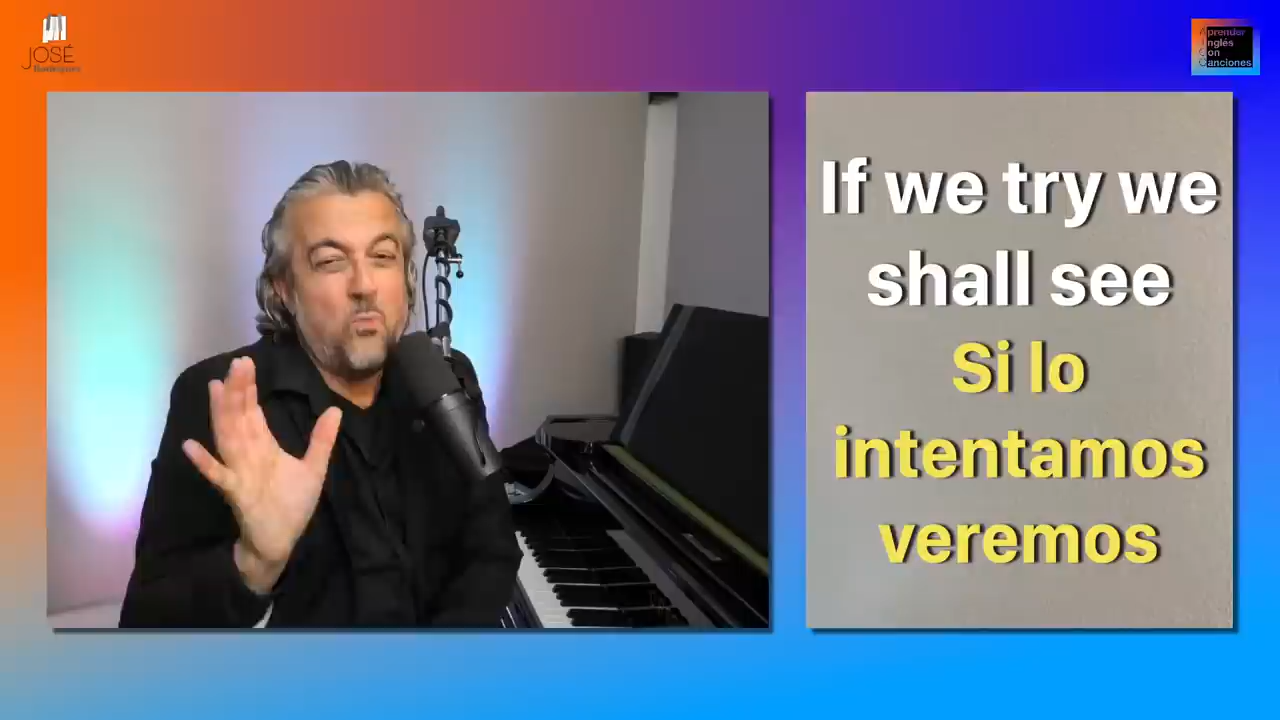 JOSÉ
Aprender
Inglés
Con
Canciones
If we try we
shall see
Si lo
intentamos
veremos